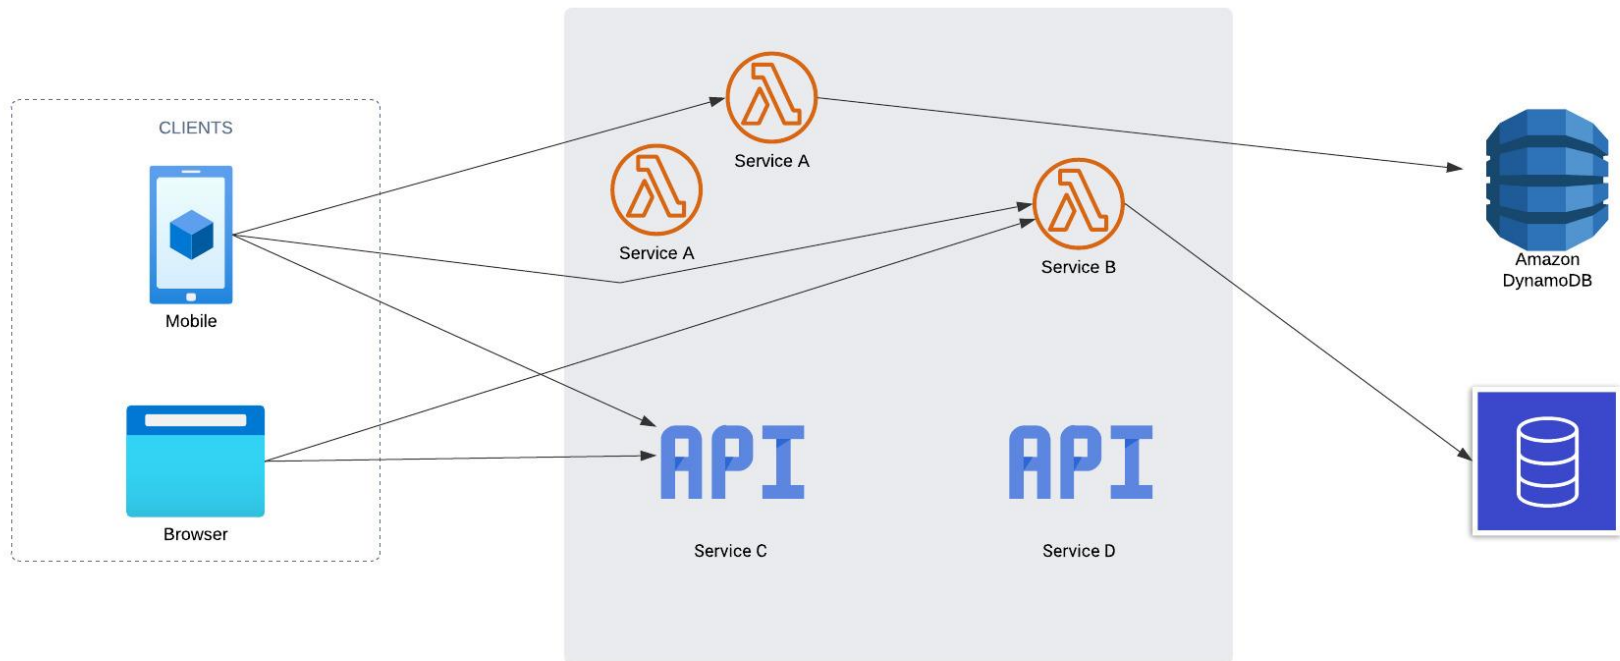 CLIENTS
Mobile
Browser
Service A
Service A
Service B
API
Service C
API
Service D
Amazon
DynamoDB